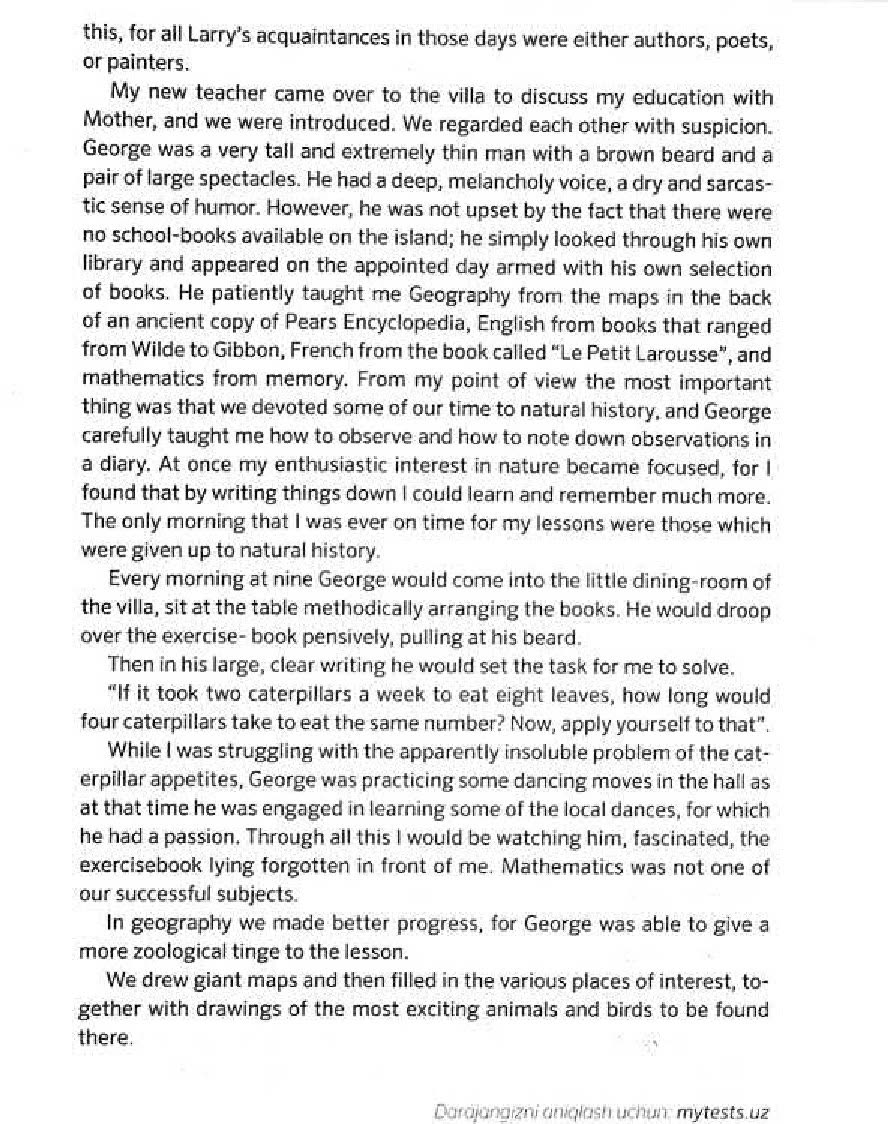 this, for all Larry's acquaintances in those days were either authors, poets,
or painters.
My new teacher came over to the villa to discuss my education with
Mother, and we were introduced. We regarded each other with suspicion.
George was a very tall and extremely thin man with a brown beard and a
pair of large spectacles. He had a deep, melancholy voice, a dry and sarcas-
tic sense of humor. However, he was not upset by the fact that there were
no school-books available on the island; he simply looked through his own
library and appeared on the appointed day armed with his own selection
of books. He patiently taught me Geography from the maps in the back
of an ancient copy of Pears Encyclopedia, English from books that ranged
from Wilde to Gibbon, French from the book called "Le Petit Larousse", and
mathematics from memory. From my point of view the most important
thing was that we devoted some of our time to natural history, and George
carefully taught me how to observe and how to note down observations in
a diary. At once my enthusiastic interest in nature became focused, for I
found that by writing things down I could learn and remember much more.
The only morning that I was ever on time for my lessons were those which
were given up to natural history.
Every morning at nine George would come into the little dining-room of
the villa, sit at the table methodically arranging the books. He would droop
over the exercise- book pensively, pulling at his beard.
Then in his large, clear writing he would set the task for me to solve.
"If it took two caterpillars a week to eat eight leaves, how long would
four caterpillars take to eat the same number? Now, apply yourself to that".
While I was struggling with the apparently insoluble problem of the cat-
erpillar appetites, George was practicing some dancing moves in the hall as
at that time he was engaged in learning some of the local dances, for which
he had a passion. Through all this I would be watching him, fascinated, the
exercisebook lying forgotten in front of me. Mathematics was not one of
our successful subjects.
In geography we made better progress, for George was able to give a
more zoological tinge to the lesson.
We drew giant maps and then filled in the various places of interest, to-
gether with drawings of the most exciting animals and birds to be found
there.
Darajangizni aniqlash uchun: mytests.uz